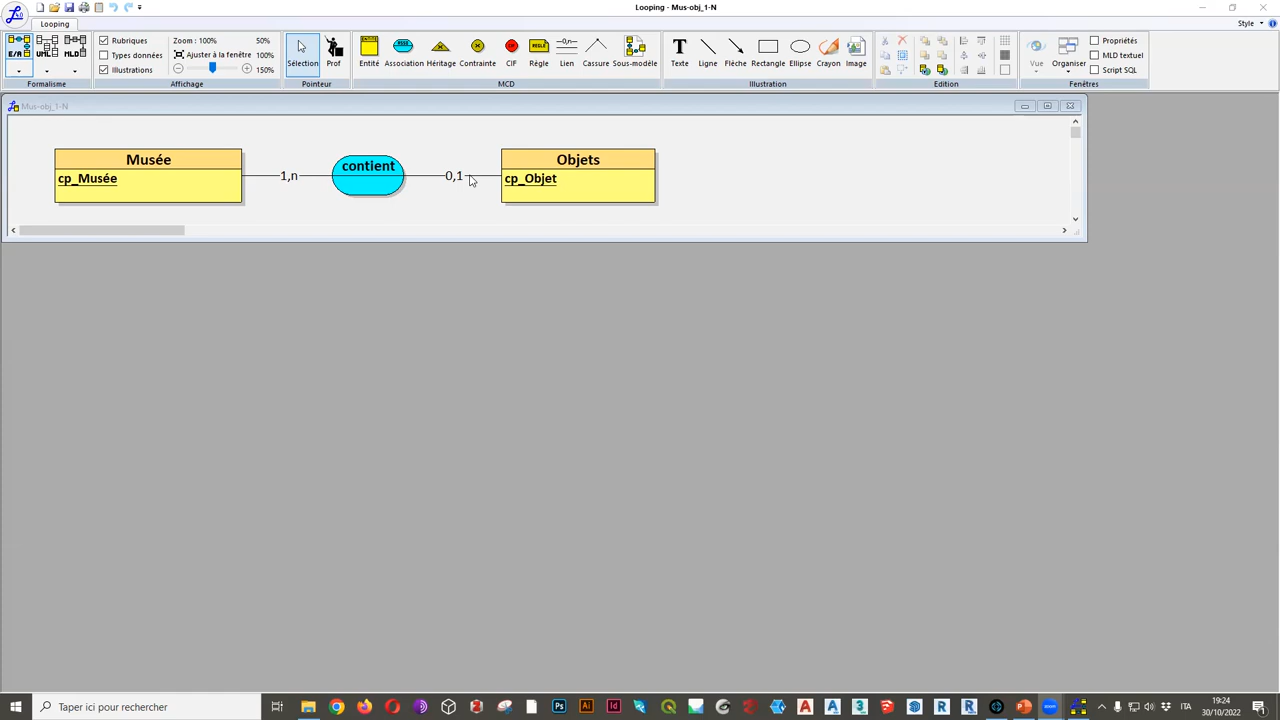 Looping - Mus-obj_1-N
Looping
Style
Rubriques
Types données
Illustrations
Zoom : 100%
50%
Ajuster à la fenêtre
100%
150%
E/A
UML
MLD
Sélection
Prof
Entité
Association
Héritage
Contrainte
CIF
Règle
Lien
Cassure
Sous-modèle
Texte
Ligne
Flèche
Rectangle
Ellipse
Crayon
Image
Vue
Organiser
Propriétés
MLD textuel
Script SQL
Formalisme
Affichage
Pointeur
MCD
Illustration
Edition
Fenêtres
Mus-obj_1-N
Musée
cp_Musée
1,n
contient
0,1
Objets
cp_Objet
Taper ici pour rechercher
ITA
19:24
30/10/2022